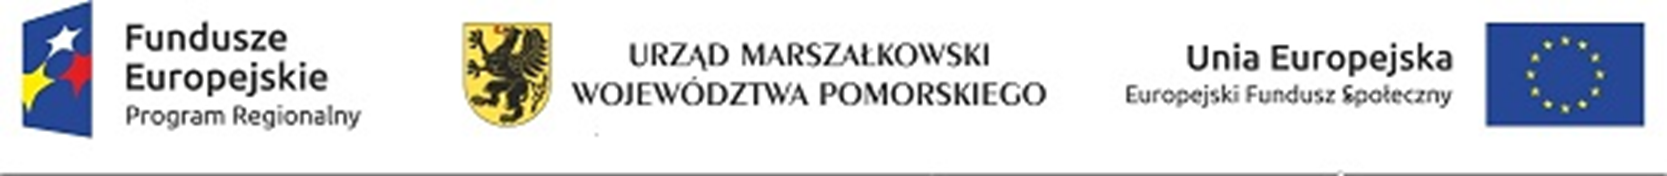 Fundusze
Europejskie
Program Regionalny
URZĄD MARSZAŁKOWSKI
WOJEWÓDZTWA POMORSKIEGO
Unia Europejska
Europejski Fundusz Społeczny